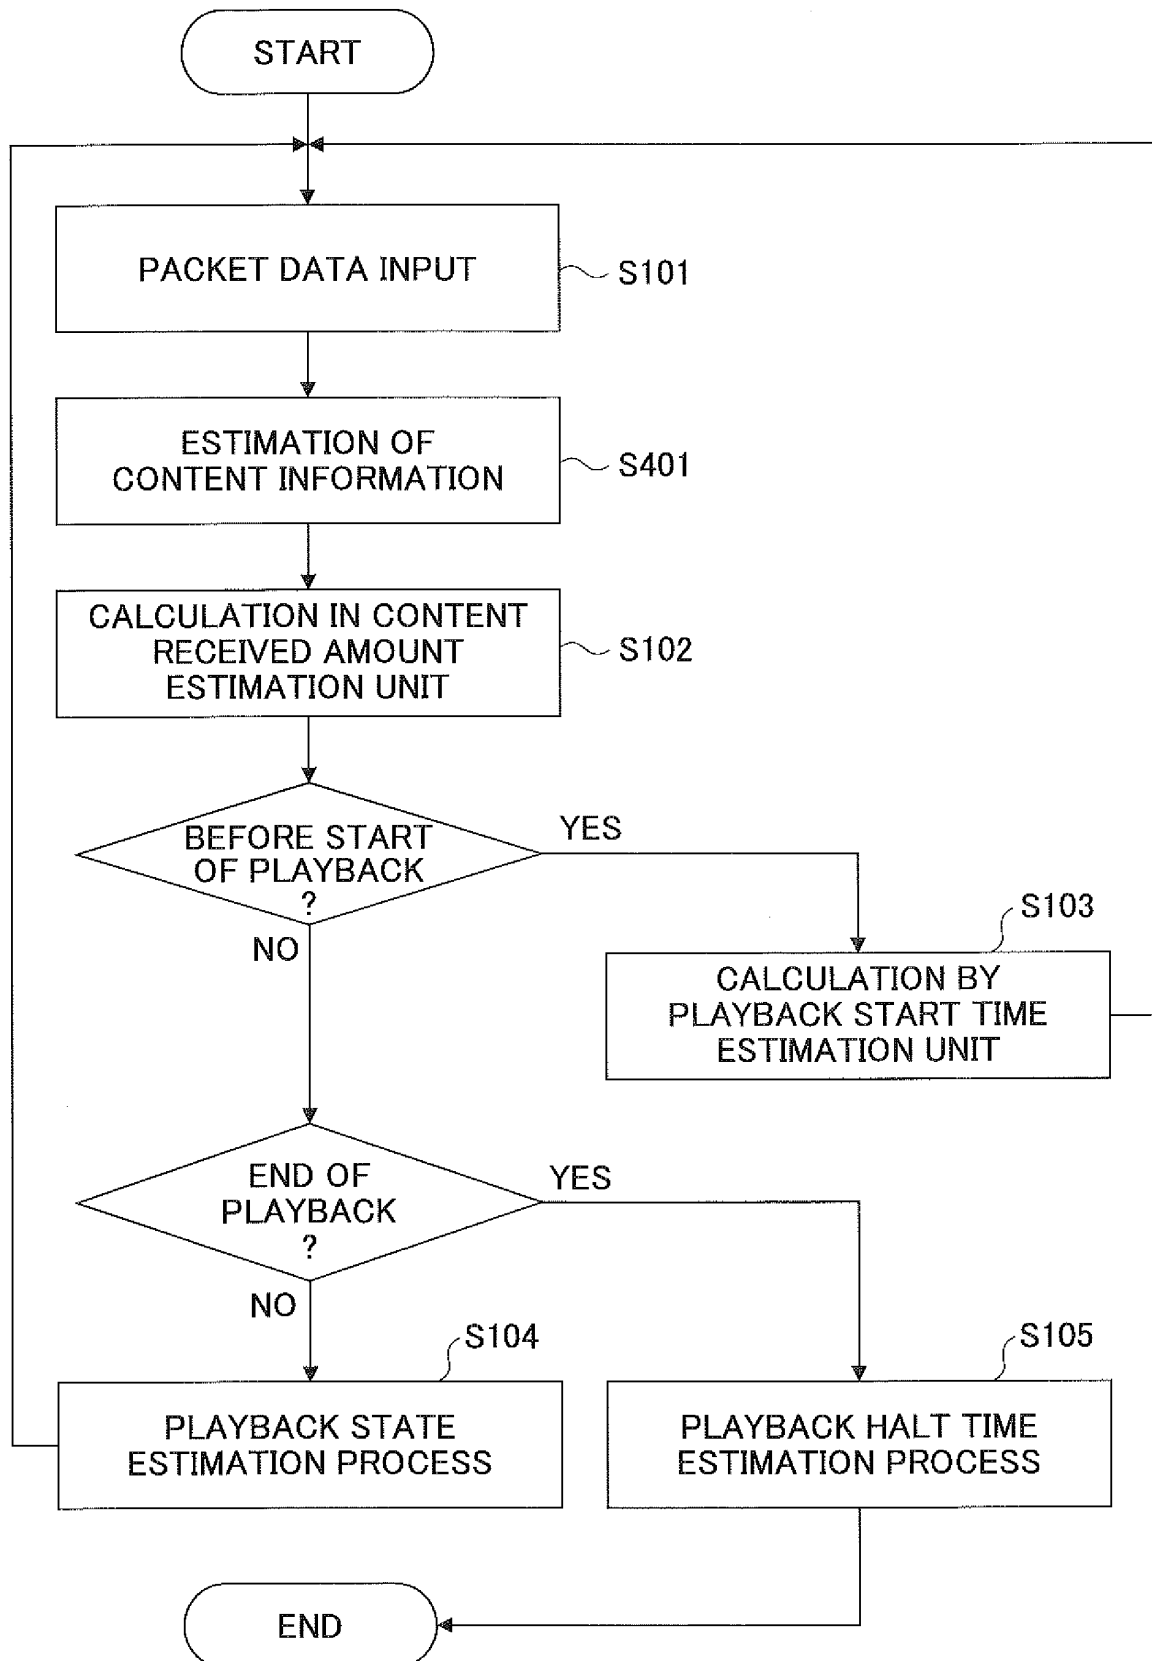 START
PACKET DATA INPUT
S101
ESTIMATION OF
CONTENT INFORMATION
S401
CALCULATION IN CONTENT
RECEIVED AMOUNT
ESTIMATION UNIT
S102
BEFORE START
OF PLAYBACK
?
YES
NO
S103
CALCULATION BY
PLAYBACK START TIME
ESTIMATION UNIT
END OF
PLAYBACK
?
YES
NO
S104
PLAYBACK STATE
ESTIMATION PROCESS
S105
PLAYBACK HALT TIME
ESTIMATION PROCESS
END